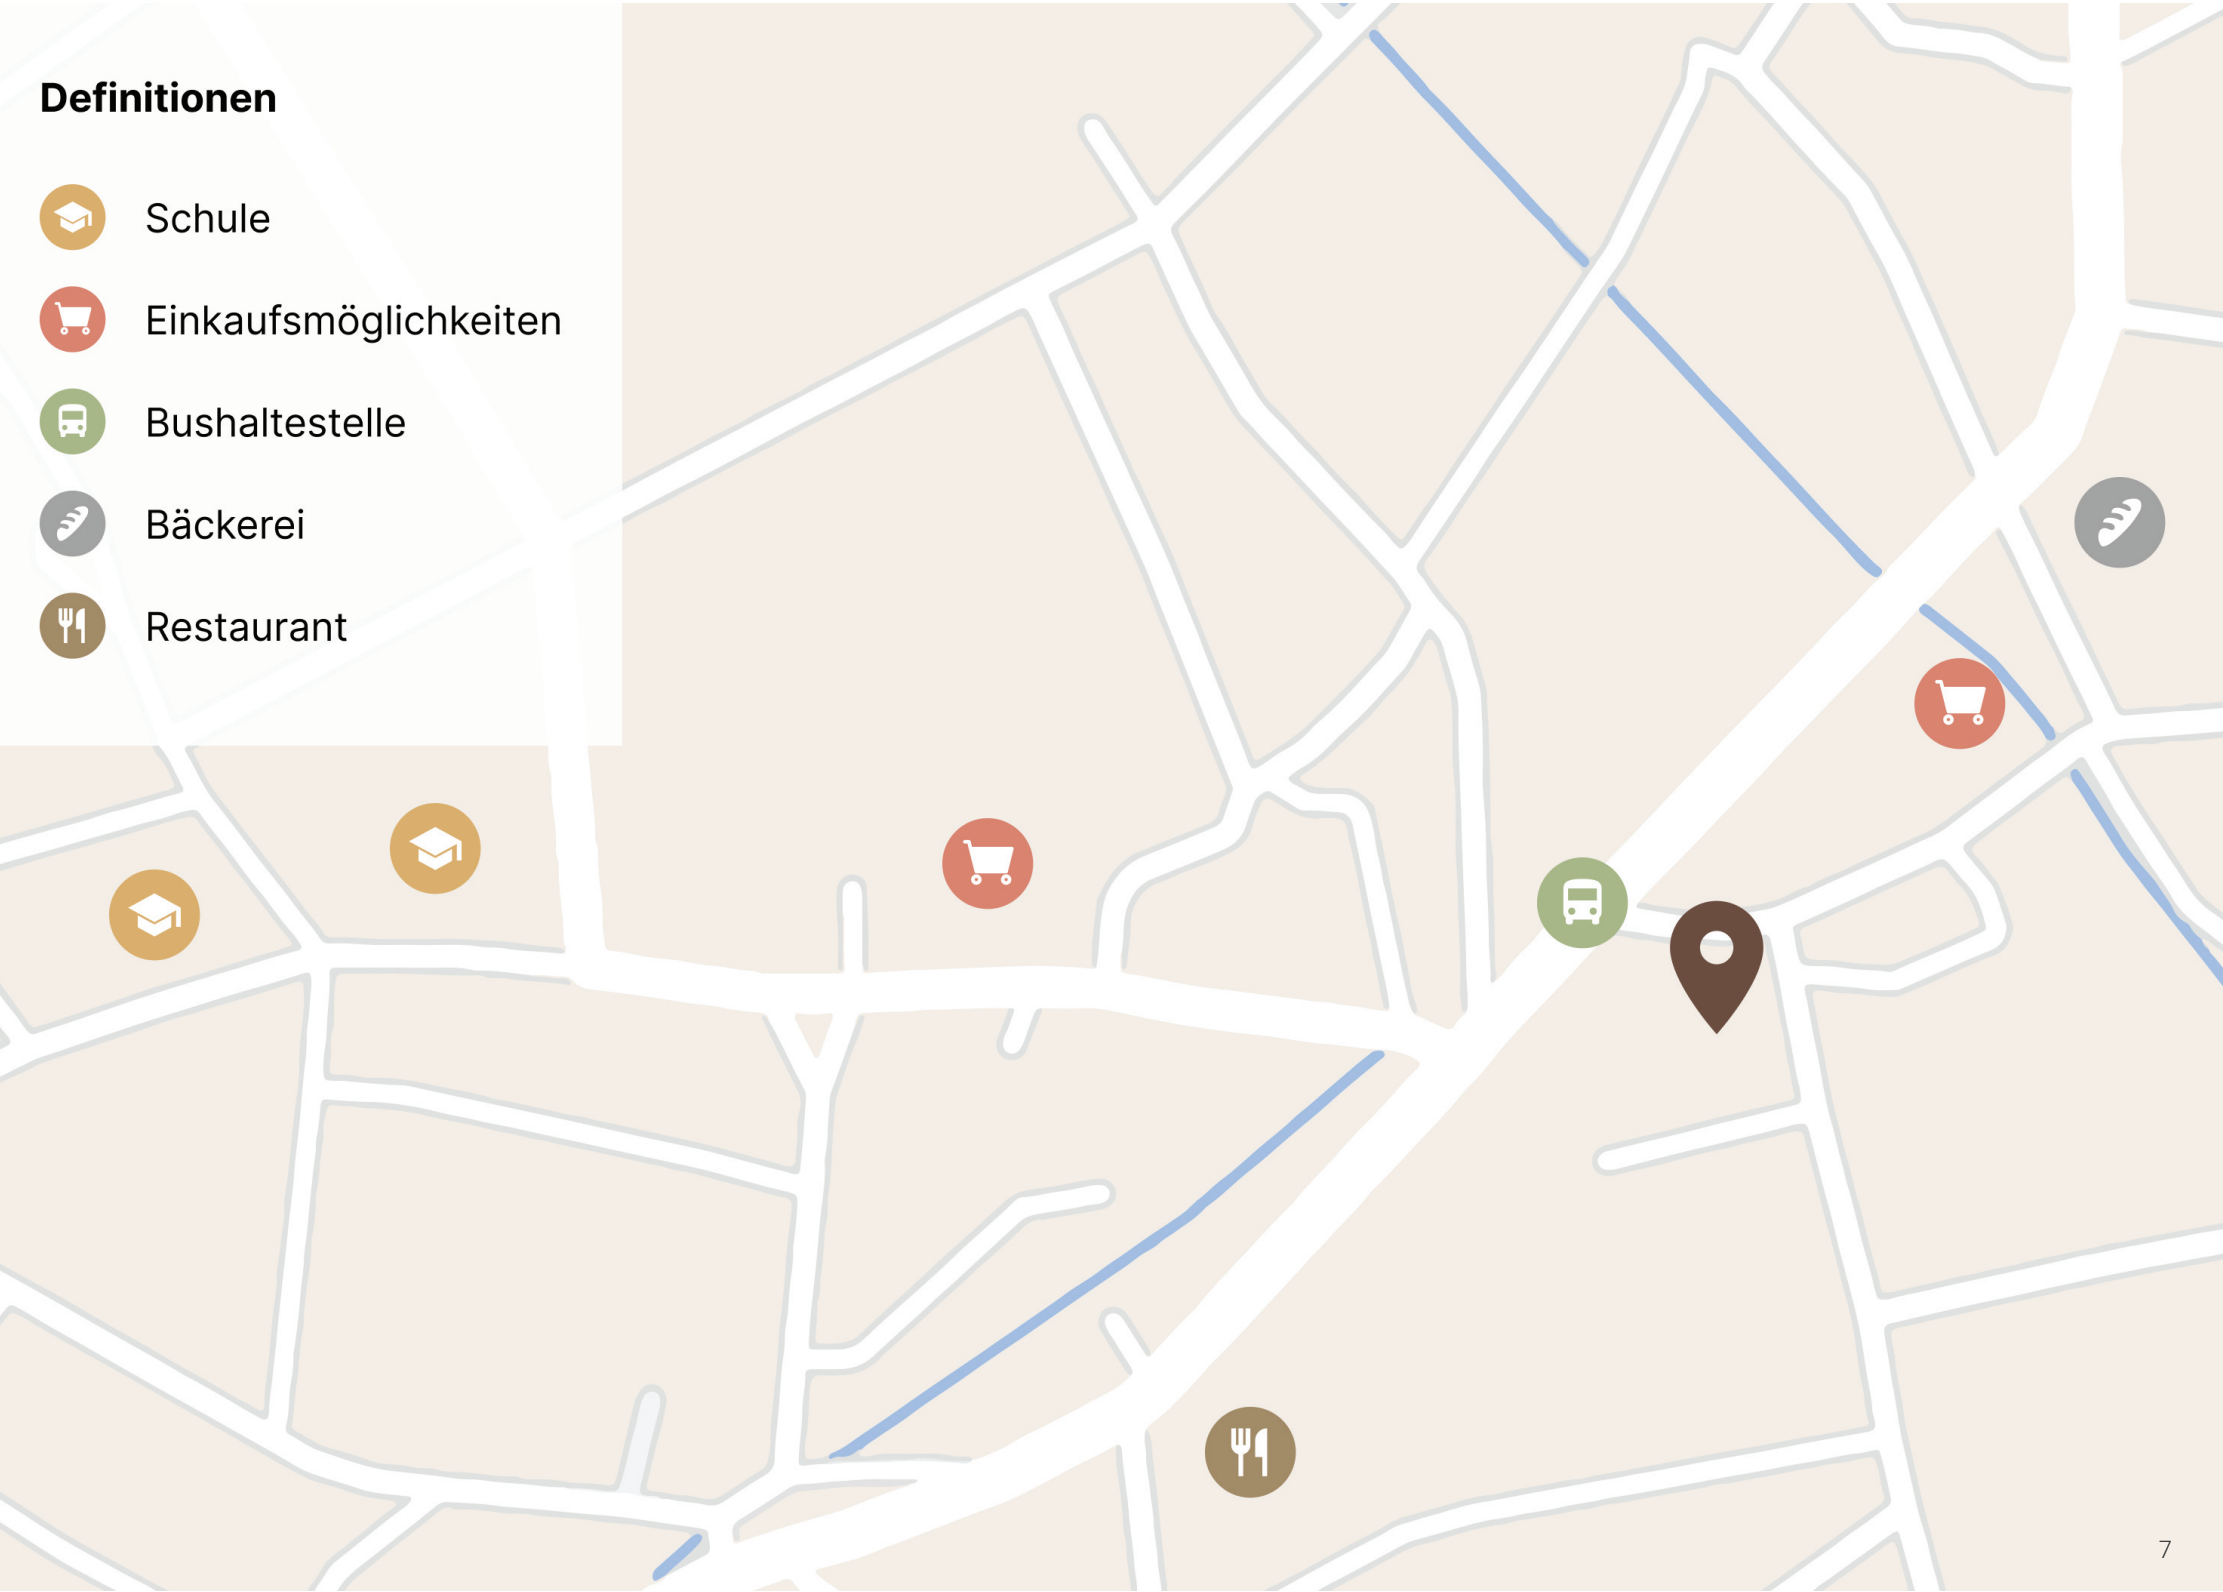 Definitionen
Schule
Einkaufsmöglichkeiten
Bushaltestelle
Bäckerei
Restaurant
7